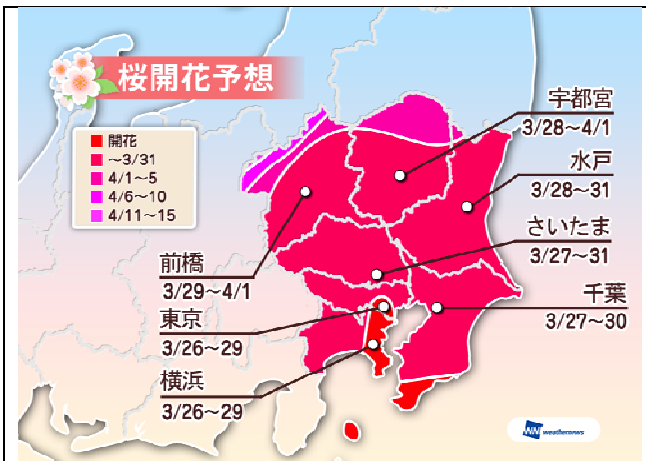 桜開花予想
開花
～3/31
4/1～5
4/6～10
4/11～15
宇都宮
3/28～4/1
水戸
3/28～31
さいたま
3/27～31
千葉
3/27～30
前橋
3/29～4/1
東京
3/26～29
横浜
3/26～29
WN weathernews